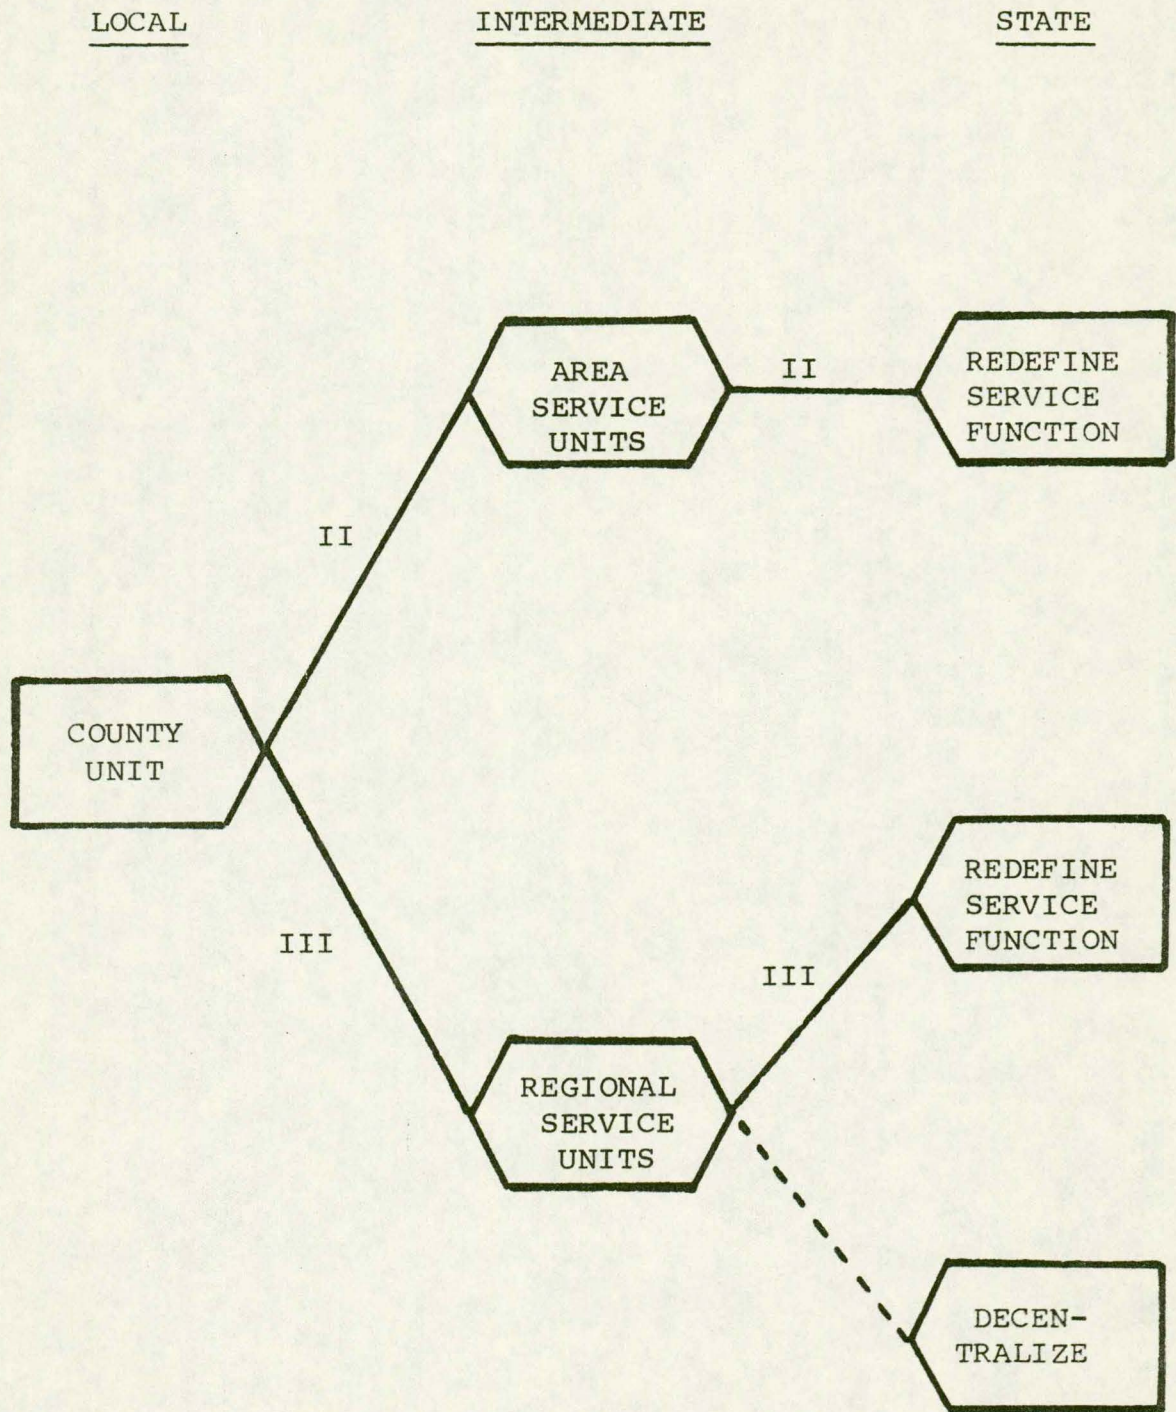 LOCAL INTERMEDIATE STATE
AREA
SERVICE
UNITS
II
REDEFINE
SERVICE
FUNCTION
II
COUNTY
UNIT
REDEFINE
SERVICE
FUNCTION
III
III
REGIONAL
SERVICE
UNITS
DECEN-
TRALIZE